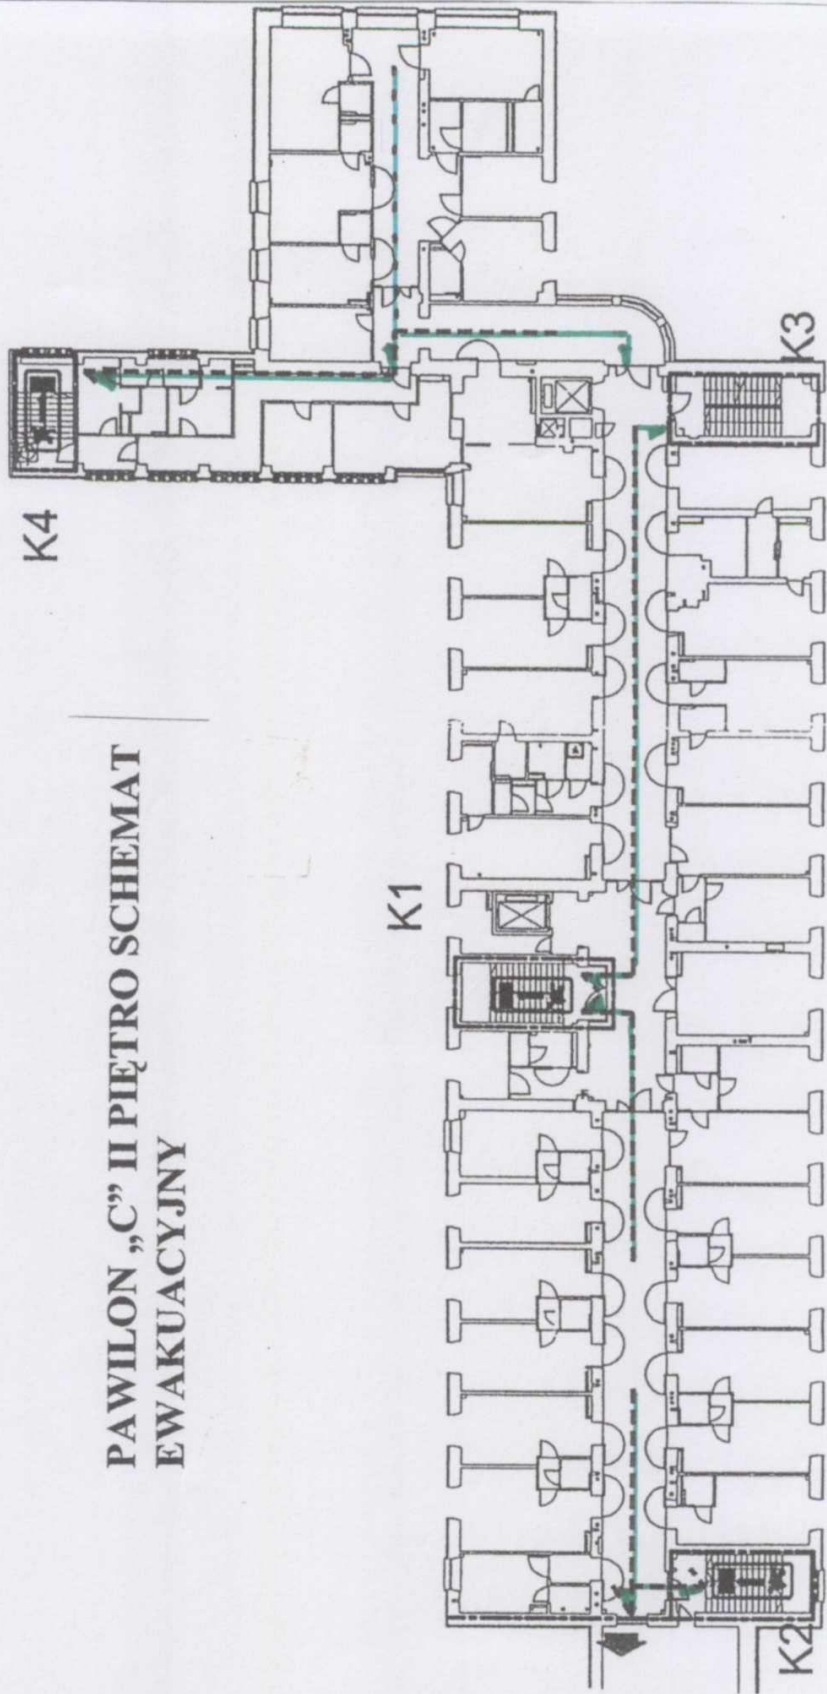 PAWILON „C” II PIĘTRO SCHEMAT
EWAKUACYJNY
K4
K3
K1
K2